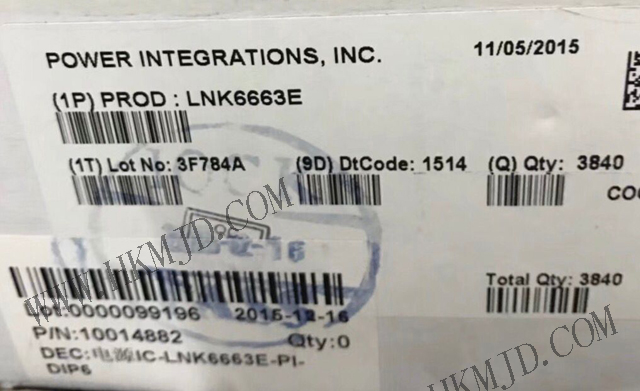 POWER INTEGRATIONS, INC.
11/05/2015
(1P) PROD : LNK6663E
(1T) Lot No: 3F784A
(9D) DtCode: 1514
(Q) Qty: 3840
Total Qty: 3840
Lot:0000099196
2015-12-16
P/N:10014882
Qty:0
DEC:电源IC-LNK6663E-PI-
DIP6
WWW.HKMJD.COM
WWW.HKMJD.COM